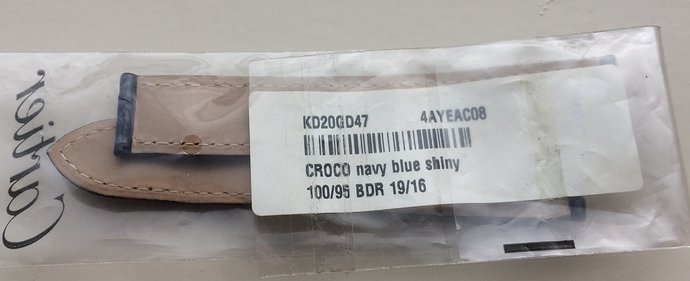 Cartier
KD20GD47 4AYEAC08
CROCO navy blue shiny
100/95 BDR 19/16